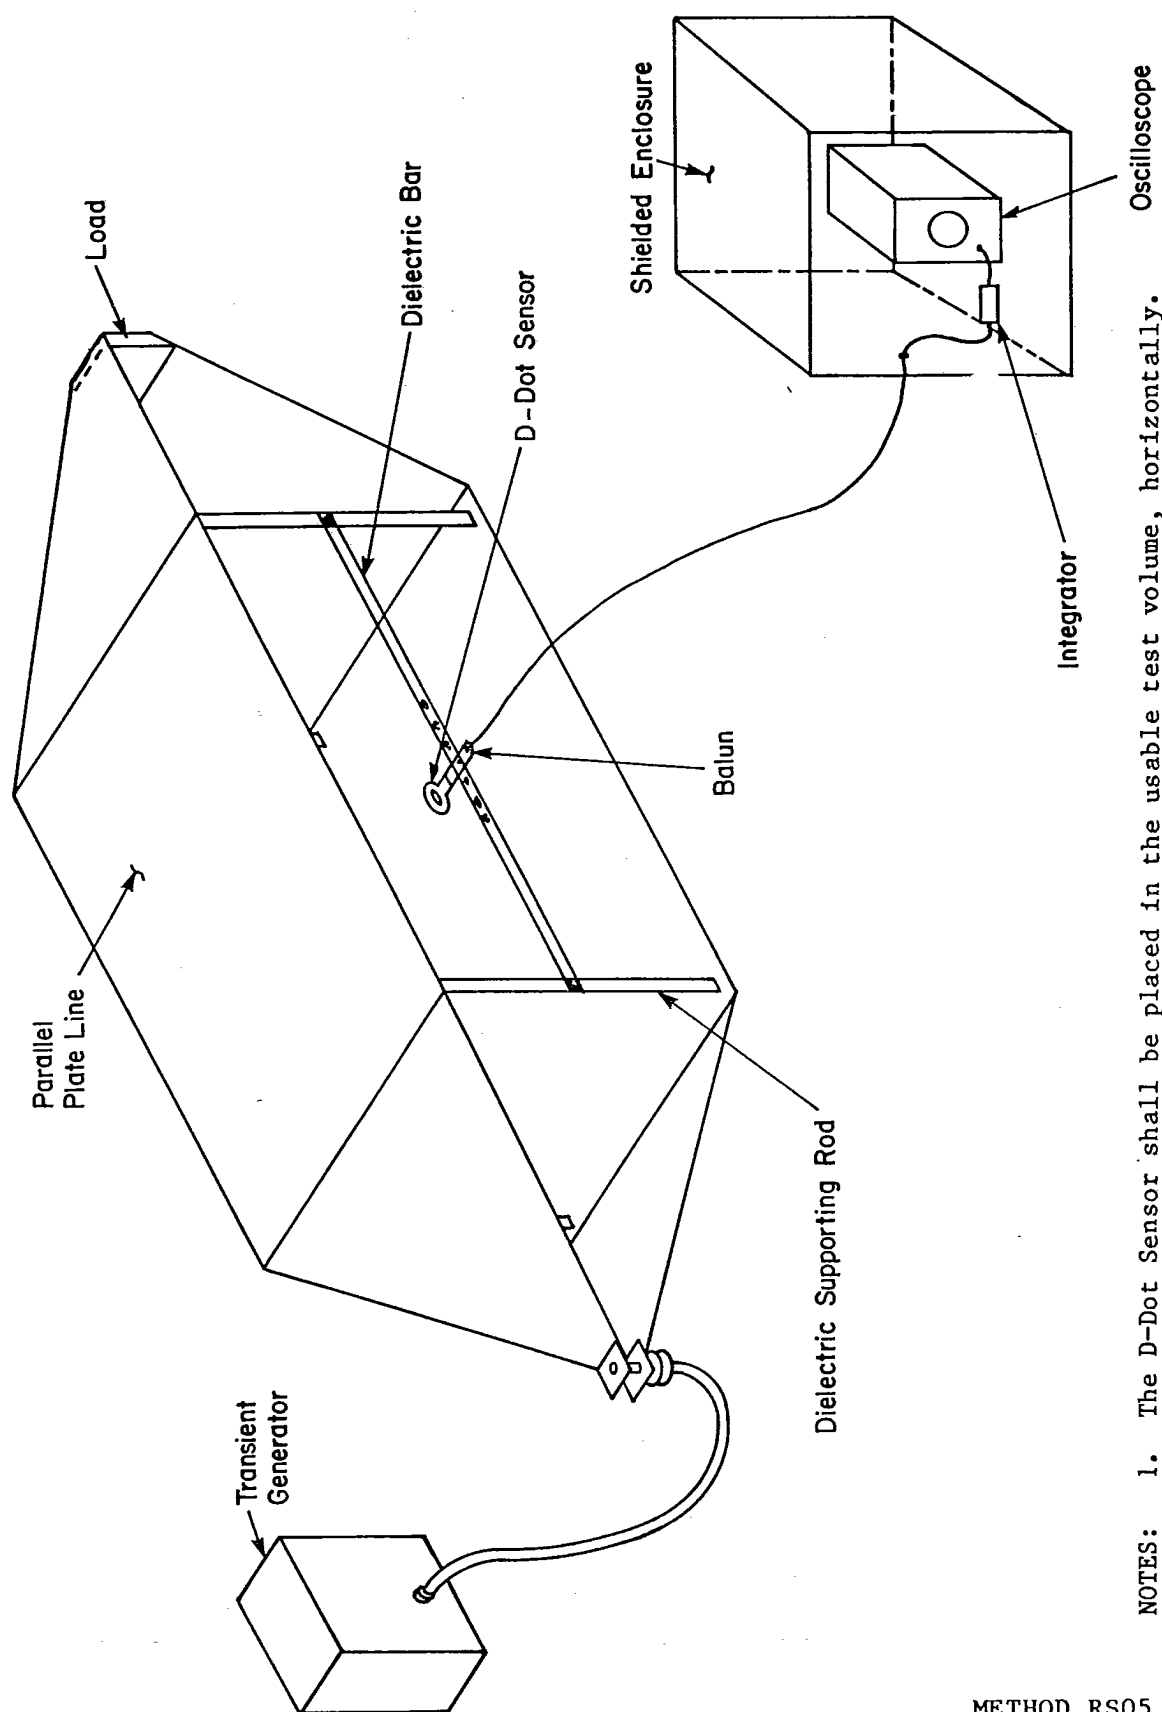 Transient
Generator
Parallel
Plate Line
Load
Dielectric Bar
D-Dot Sensor
Shielded Enclosure
Balun
Dielectric Supporting Rod
Integrator
Oscilloscope
NOTES: 1. The D-Dot Sensor shall be placed in the usable test volume, horizontally.
METHOD RS05